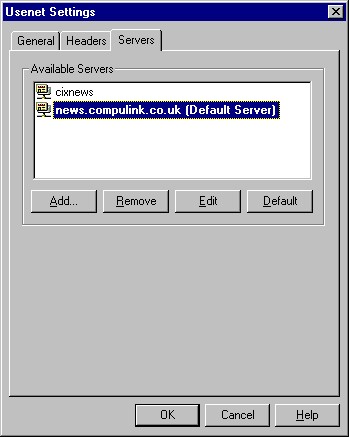 Usenet Settings
General Headers Servers
Available Servers
cixnews
news.compulink.co.uk (Default Server)
Add... Remove Edit Default
OK Cancel Help